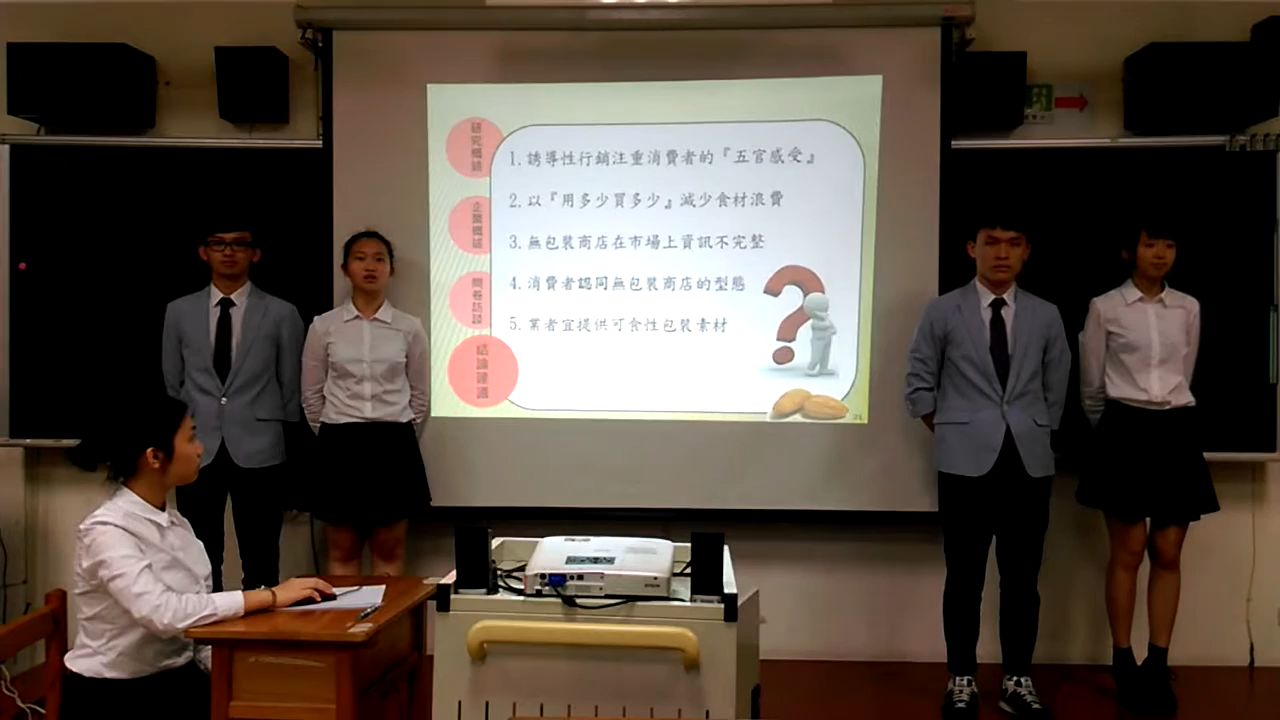 研究概述
企業概述
問卷訪談
結論建議
1. 誘導性行銷注重消費者的『五官感受』
2. 以『用多少買多少』減少食材浪費
3. 無包裝商店在市場上資訊不完整
4. 消費者認同無包裝商店的型態
5. 業者宜提供可食性包裝素材
EPSON